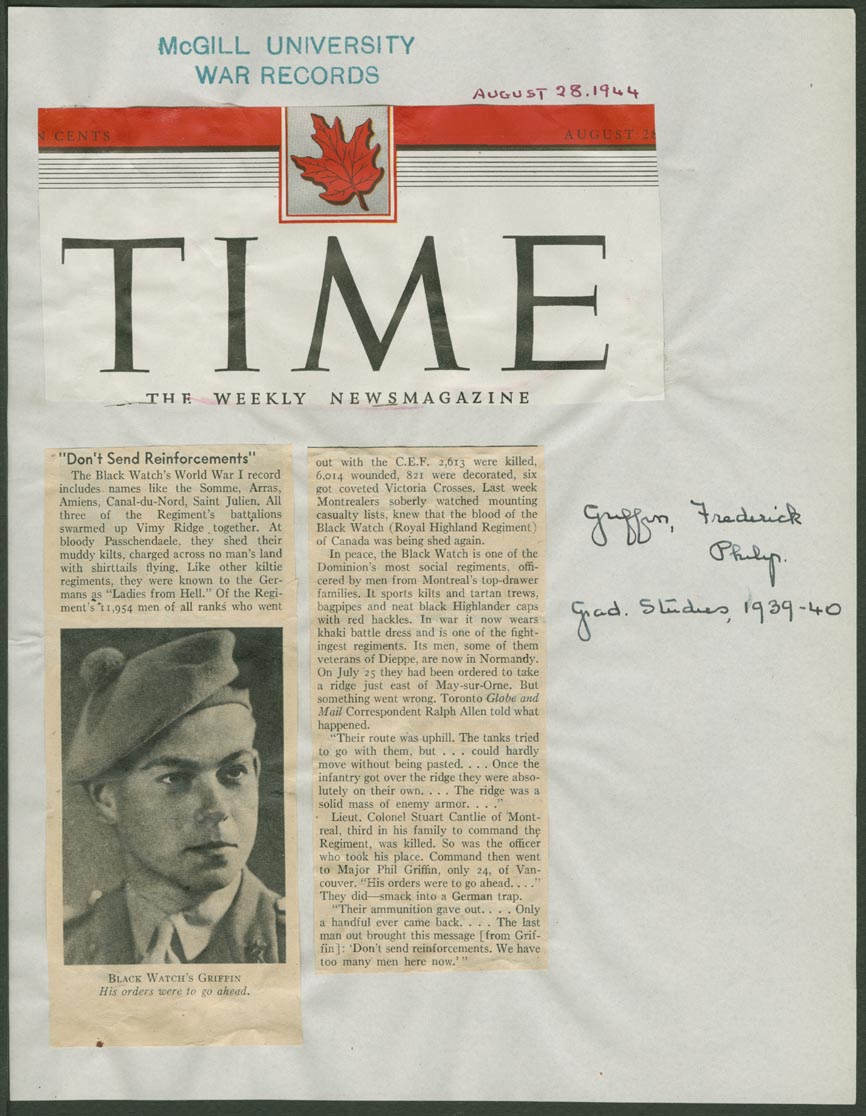 McGILL UNIVERSITY
WAR RECORDS
AUGUST 28.1944
N CENTS
AUGUST 28
TIME
THE WEEKLY NEWSMAGAZINE
"Don't Send Reinforcements"
The Black Watch's World War I record
includes names like the Somme, Arras,
Amiens, Canal-du-Nord, Saint Julien. All
three of the Regiment's battalions
swarmed up Vimy Ridge together. At
bloody Passchendaele, they shed their
muddy kilts, charged across no man's land
with shirttails flying. Like other kiltie
regiments, they were known to the Ger-
mans as "Ladies from Hell." Of the Regi-
ment's 11,954 men of all ranks who went
BLACK WATCH'S GRIFFIN
His orders were to go ahead.
out with the C.E.F. 2,613 were killed,
6,014 wounded, 821 were decorated, six
got coveted Victoria Crosses. Last week
Montrealers soberly watched mounting
casualty lists, knew that the blood of the
Black Watch (Royal Highland Regiment)
of Canada was being shed again.
In peace, the Black Watch is one of the
Dominion's most social regiments, offi-
cered by men from Montreal's top-drawer
families. It sports kilts and tartan trews,
bagpipes and neat black Highlander caps
with red hackles. In war it now wears
khaki battle dress and is one of the fight-
ingest regiments. Its men, some of them
veterans of Dieppe, are now in Normandy.
On July 25 they had been ordered to take
a ridge just east of May-sur-Orne. But
something went wrong. Toronto Globe and
Mail Correspondent Ralph Allen told what
happened.
"Their route was uphill. The tanks tried
to go with them, but . . . could hardly
move without being pasted. . . . Once the
infantry got over the ridge they were abso-
lutely on their own. . . . The ridge was a
solid mass of enemy armor. . . ."
Lieut. Colonel Stuart Cantlie of Mont-
real, third in his family to command the
Regiment, was killed. So was the officer
who took his place. Command then went
to Major Phil Griffin, only 24, of Van-
couver. "His orders were to go ahead. . . ."
They did—smack into a German trap.
"Their ammunition gave out. . . . Only
a handful ever came back. . . . The last
man out brought this message [from Grif-
fin]: 'Don't send reinforcements. We have
too many men here now.' "
Griffin, Frederick
Philip.
Grad. Studies, 1939-40